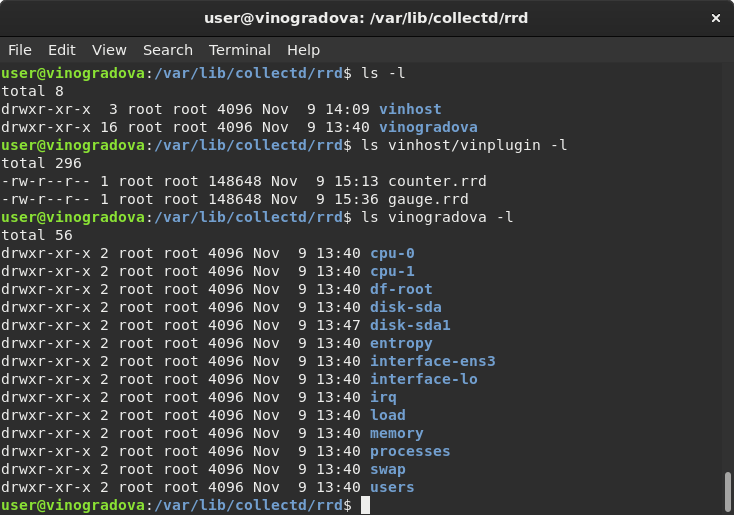 user@vinogradova: /var/lib/collectd/rrd ×
File Edit View Search Terminal Help
user@vinogradova:/var/lib/collectd/rrd$ ls -l
total 8
drwxr-xr-x  3 root root 4096 Nov  9 14:09 vinhost
drwxr-xr-x 16 root root 4096 Nov  9 13:40 vinogradova
user@vinogradova:/var/lib/collectd/rrd$ ls vinhost/vinplugin -l
total 296
-rw-r--r-- 1 root root 148648 Nov  9 15:13 counter.rrd
-rw-r--r-- 1 root root 148648 Nov  9 15:36 gauge.rrd
user@vinogradova:/var/lib/collectd/rrd$ ls vinogradova -l
total 56
drwxr-xr-x 2 root root 4096 Nov  9 13:40 cpu-0
drwxr-xr-x 2 root root 4096 Nov  9 13:40 cpu-1
drwxr-xr-x 2 root root 4096 Nov  9 13:40 df-root
drwxr-xr-x 2 root root 4096 Nov  9 13:40 disk-sda
drwxr-xr-x 2 root root 4096 Nov  9 13:47 disk-sda1
drwxr-xr-x 2 root root 4096 Nov  9 13:40 entropy
drwxr-xr-x 2 root root 4096 Nov  9 13:40 interface-ens3
drwxr-xr-x 2 root root 4096 Nov  9 13:40 interface-lo
drwxr-xr-x 2 root root 4096 Nov  9 13:40 irq
drwxr-xr-x 2 root root 4096 Nov  9 13:40 load
drwxr-xr-x 2 root root 4096 Nov  9 13:40 memory
drwxr-xr-x 2 root root 4096 Nov  9 13:40 processes
drwxr-xr-x 2 root root 4096 Nov  9 13:40 swap
drwxr-xr-x 2 root root 4096 Nov  9 13:40 users
user@vinogradova:/var/lib/collectd/rrd$